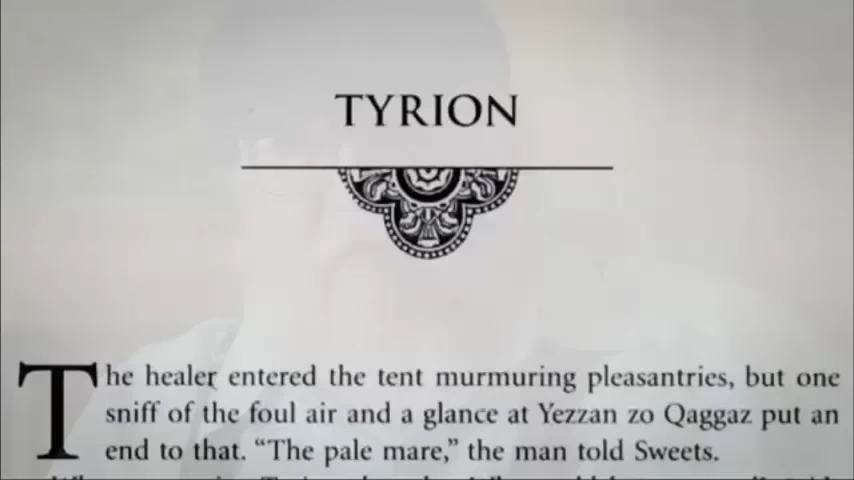 TYRION
The healer entered the tent murmuring pleasantries, but one
sniff of the foul air and a glance at Yezzan zo Qaggaz put an
end to that. “The pale mare,” the man told Sweets.